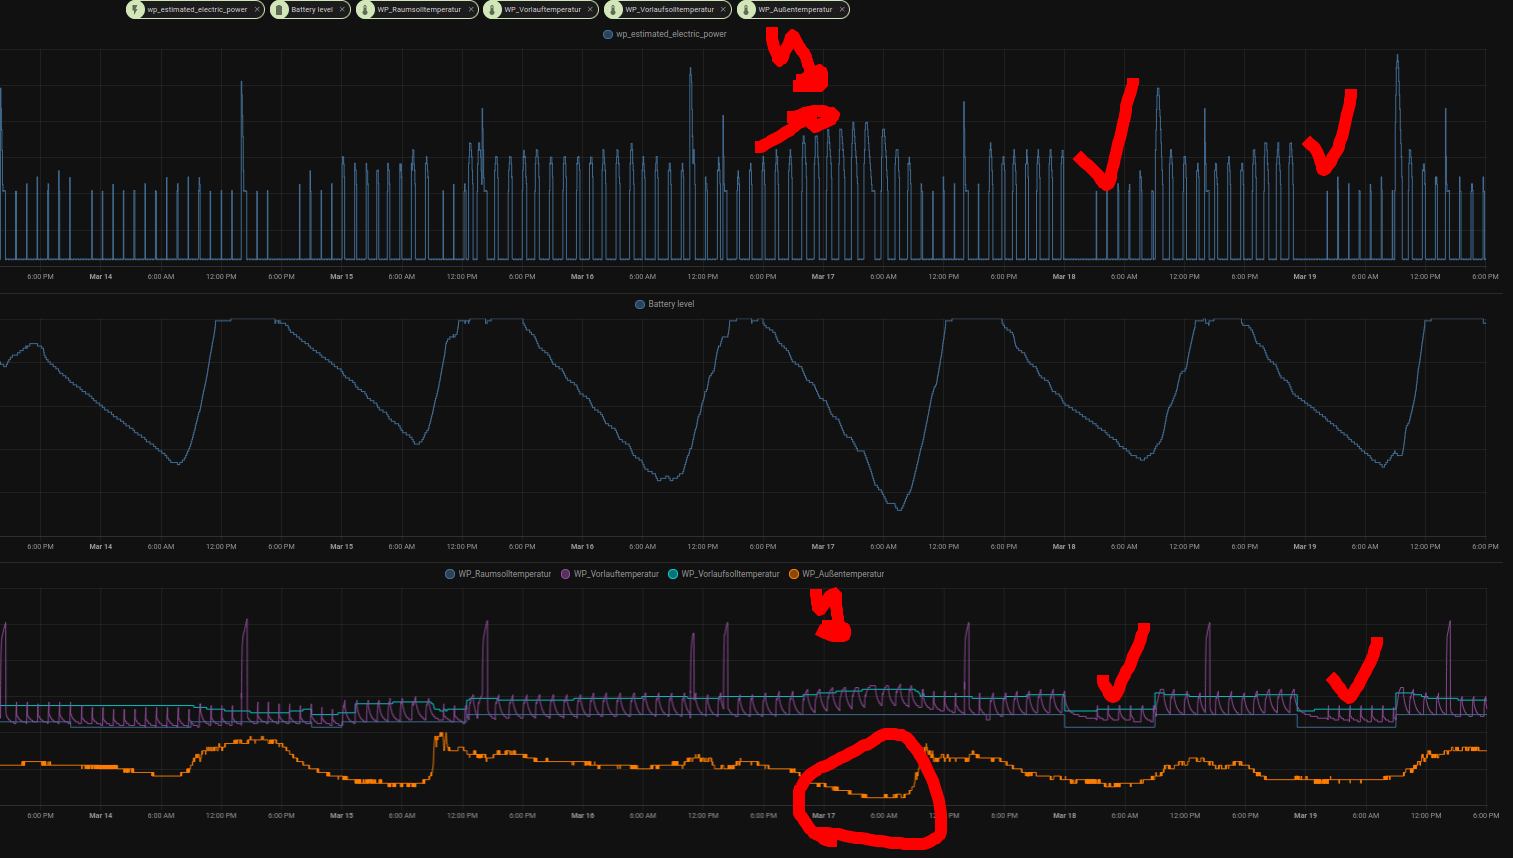 wp_estimated_electric_power × Battery level × WP_Raumsolltemperatur × WP_Vorlauftemperatur × WP_Vorlaufsolltemperatur × WP_Außentemperatur ×
wp_estimated_electric_power
6:00 PM Mar 14 6:00 AM 12:00 PM 6:00 PM Mar 15 6:00 AM 12:00 PM 6:00 PM Mar 16 6:00 AM 12:00 PM 6:00 PM Mar 17 6:00 AM 12:00 PM 6:00 PM Mar 18 6:00 AM 12:00 PM 6:00 PM Mar 19 6:00 AM 12:00 PM 6:00 PM
Battery level
6:00 PM Mar 14 6:00 AM 12:00 PM 6:00 PM Mar 15 6:00 AM 12:00 PM 6:00 PM Mar 16 6:00 AM 12:00 PM 6:00 PM Mar 17 6:00 AM 12:00 PM 6:00 PM Mar 18 6:00 AM 12:00 PM 6:00 PM Mar 19 6:00 AM 12:00 PM 6:00 PM
WP_Raumsolltemperatur WP_Vorlauftemperatur WP_Vorlaufsolltemperatur WP_Außentemperatur
6:00 PM Mar 14 6:00 AM 12:00 PM 6:00 PM Mar 15 6:00 AM 12:00 PM 6:00 PM Mar 16 6:00 AM 12:00 PM 6:00 PM Mar 17 6:00 AM 12:00 PM 6:00 PM Mar 18 6:00 AM 12:00 PM 6:00 PM Mar 19 6:00 AM 12:00 PM 6:00 PM